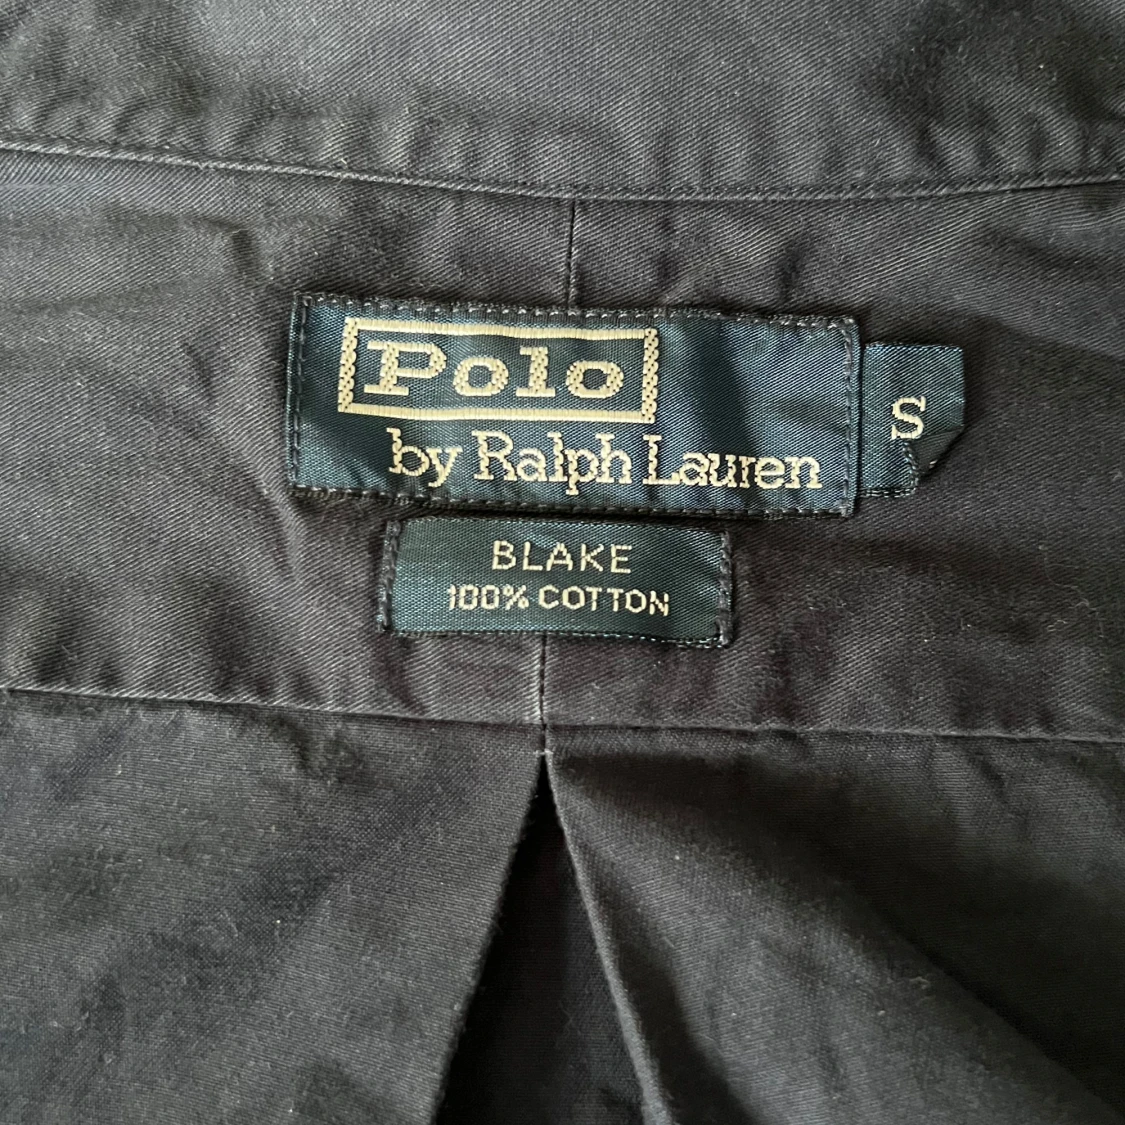 Polo
by Ralph Lauren
S
BLAKE
100% COTTON